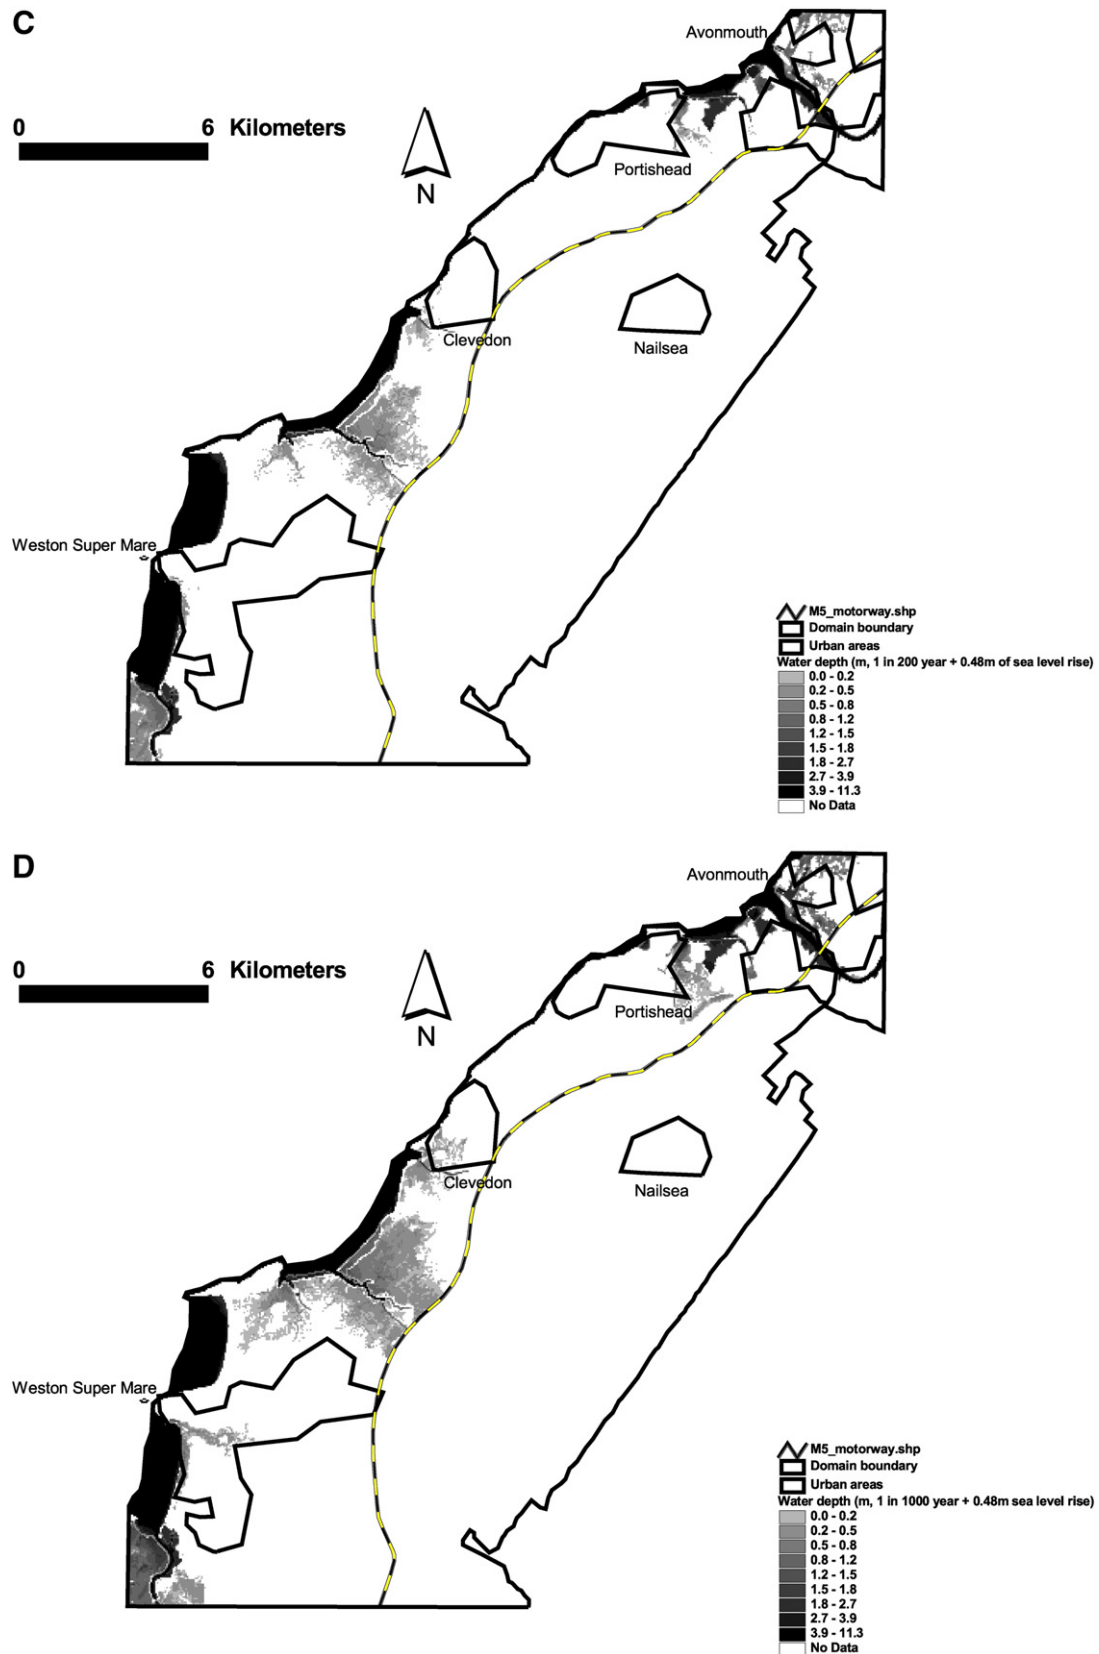 C
Avonmouth
0 6 Kilometers
Portishead
N
Clevedon
Nailsea
Weston Super Mare
M5_motorway.shp
Domain boundary
Urban areas
Water depth (m, 1 in 200 year + 0.48m of sea level rise)
0.0 - 0.2
0.2 - 0.5
0.5 - 0.8
0.8 - 1.2
1.2 - 1.5
1.5 - 1.8
1.8 - 2.7
2.7 - 3.9
3.9 - 11.3
No Data
D
Avonmouth
0 6 Kilometers
Portishead
N
Clevedon
Nailsea
Weston Super Mare
M5_motorway.shp
Domain boundary
Urban areas
Water depth (m, 1 in 1000 year + 0.48m sea level rise)
0.0 - 0.2
0.2 - 0.5
0.5 - 0.8
0.8 - 1.2
1.2 - 1.5
1.5 - 1.8
1.8 - 2.7
2.7 - 3.9
3.9 - 11.3
No Data